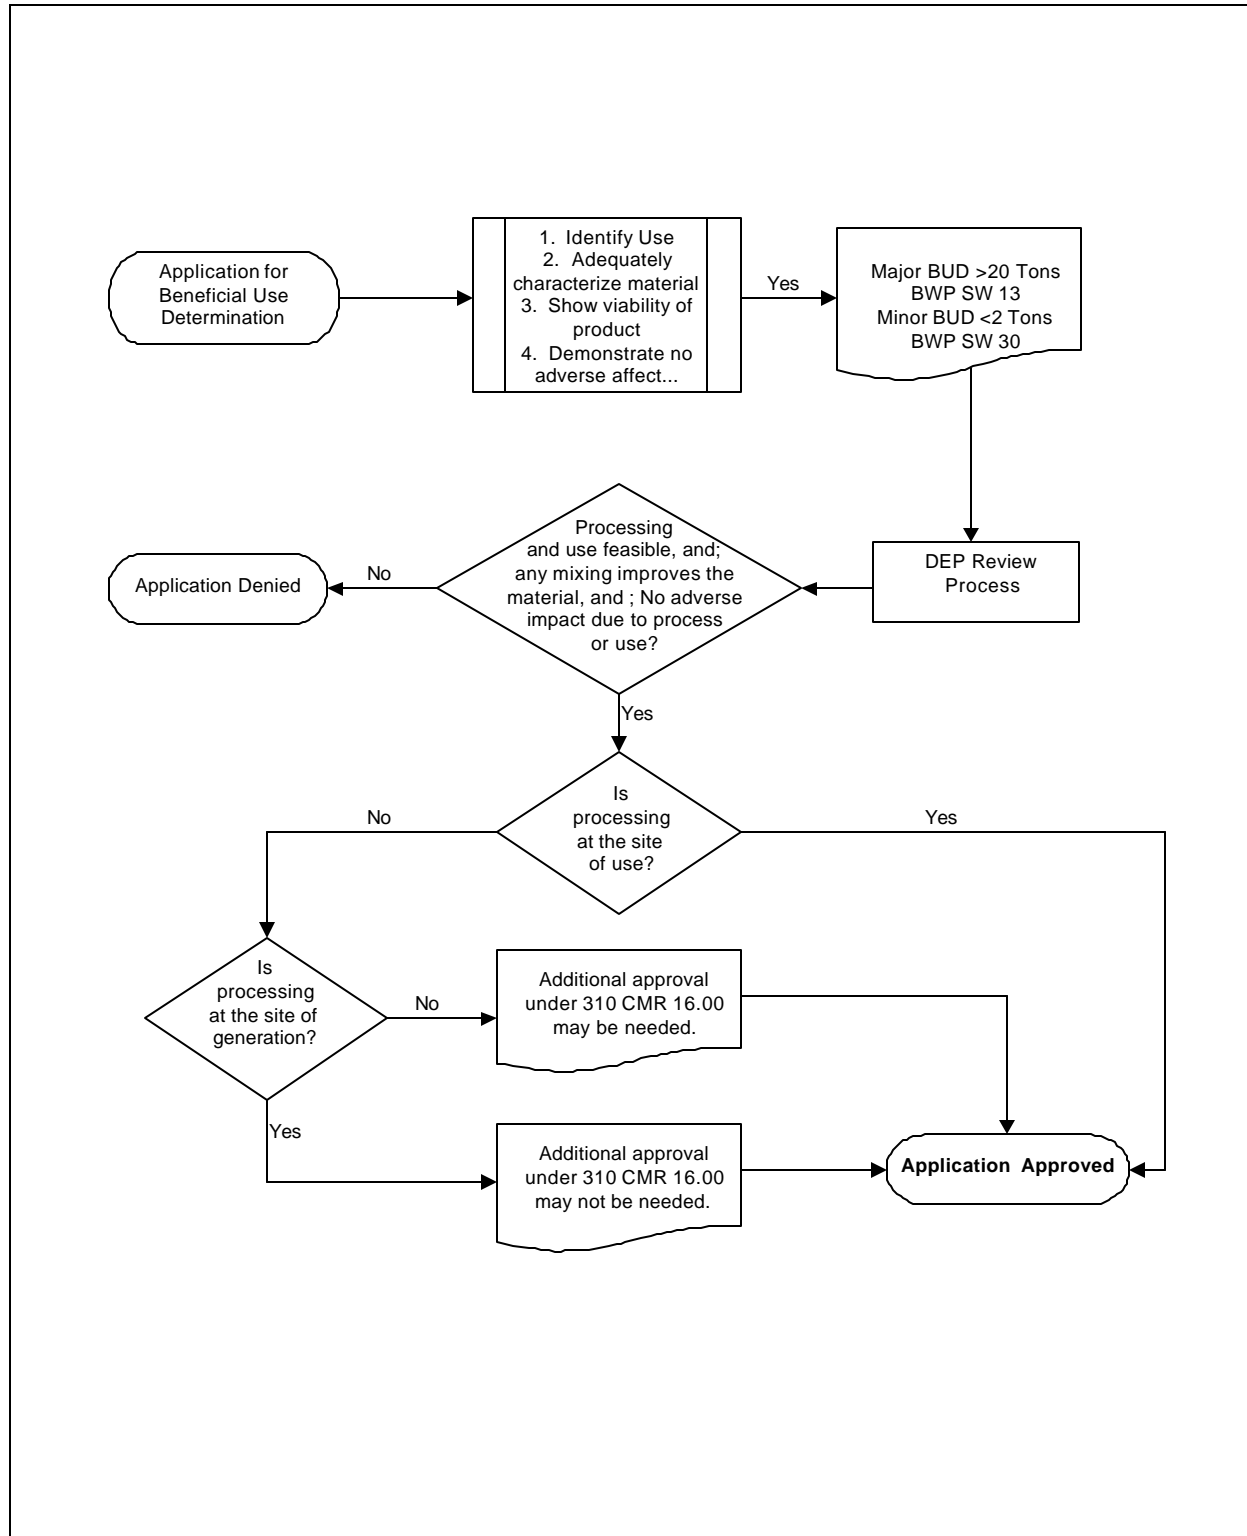 Application for
Beneficial Use
Determination
1. Identify Use
2. Adequately
characterize material
3. Show viability of
product
4. Demonstrate no
adverse affect...
Yes
Major BUD >20 Tons
BWP SW 13
Minor BUD <2 Tons
BWP SW 30
DEP Review
Process
Processing
and use feasible, and;
any mixing improves the
material, and ; No adverse
impact due to process
or use?
No
Application Denied
Yes
Is
processing
at the site
of use?
No
Yes
Is
processing
at the site of
generation?
No
Additional approval
under 310 CMR 16.00
may be needed.
Yes
Additional approval
under 310 CMR 16.00
may not be needed.
Application Approved